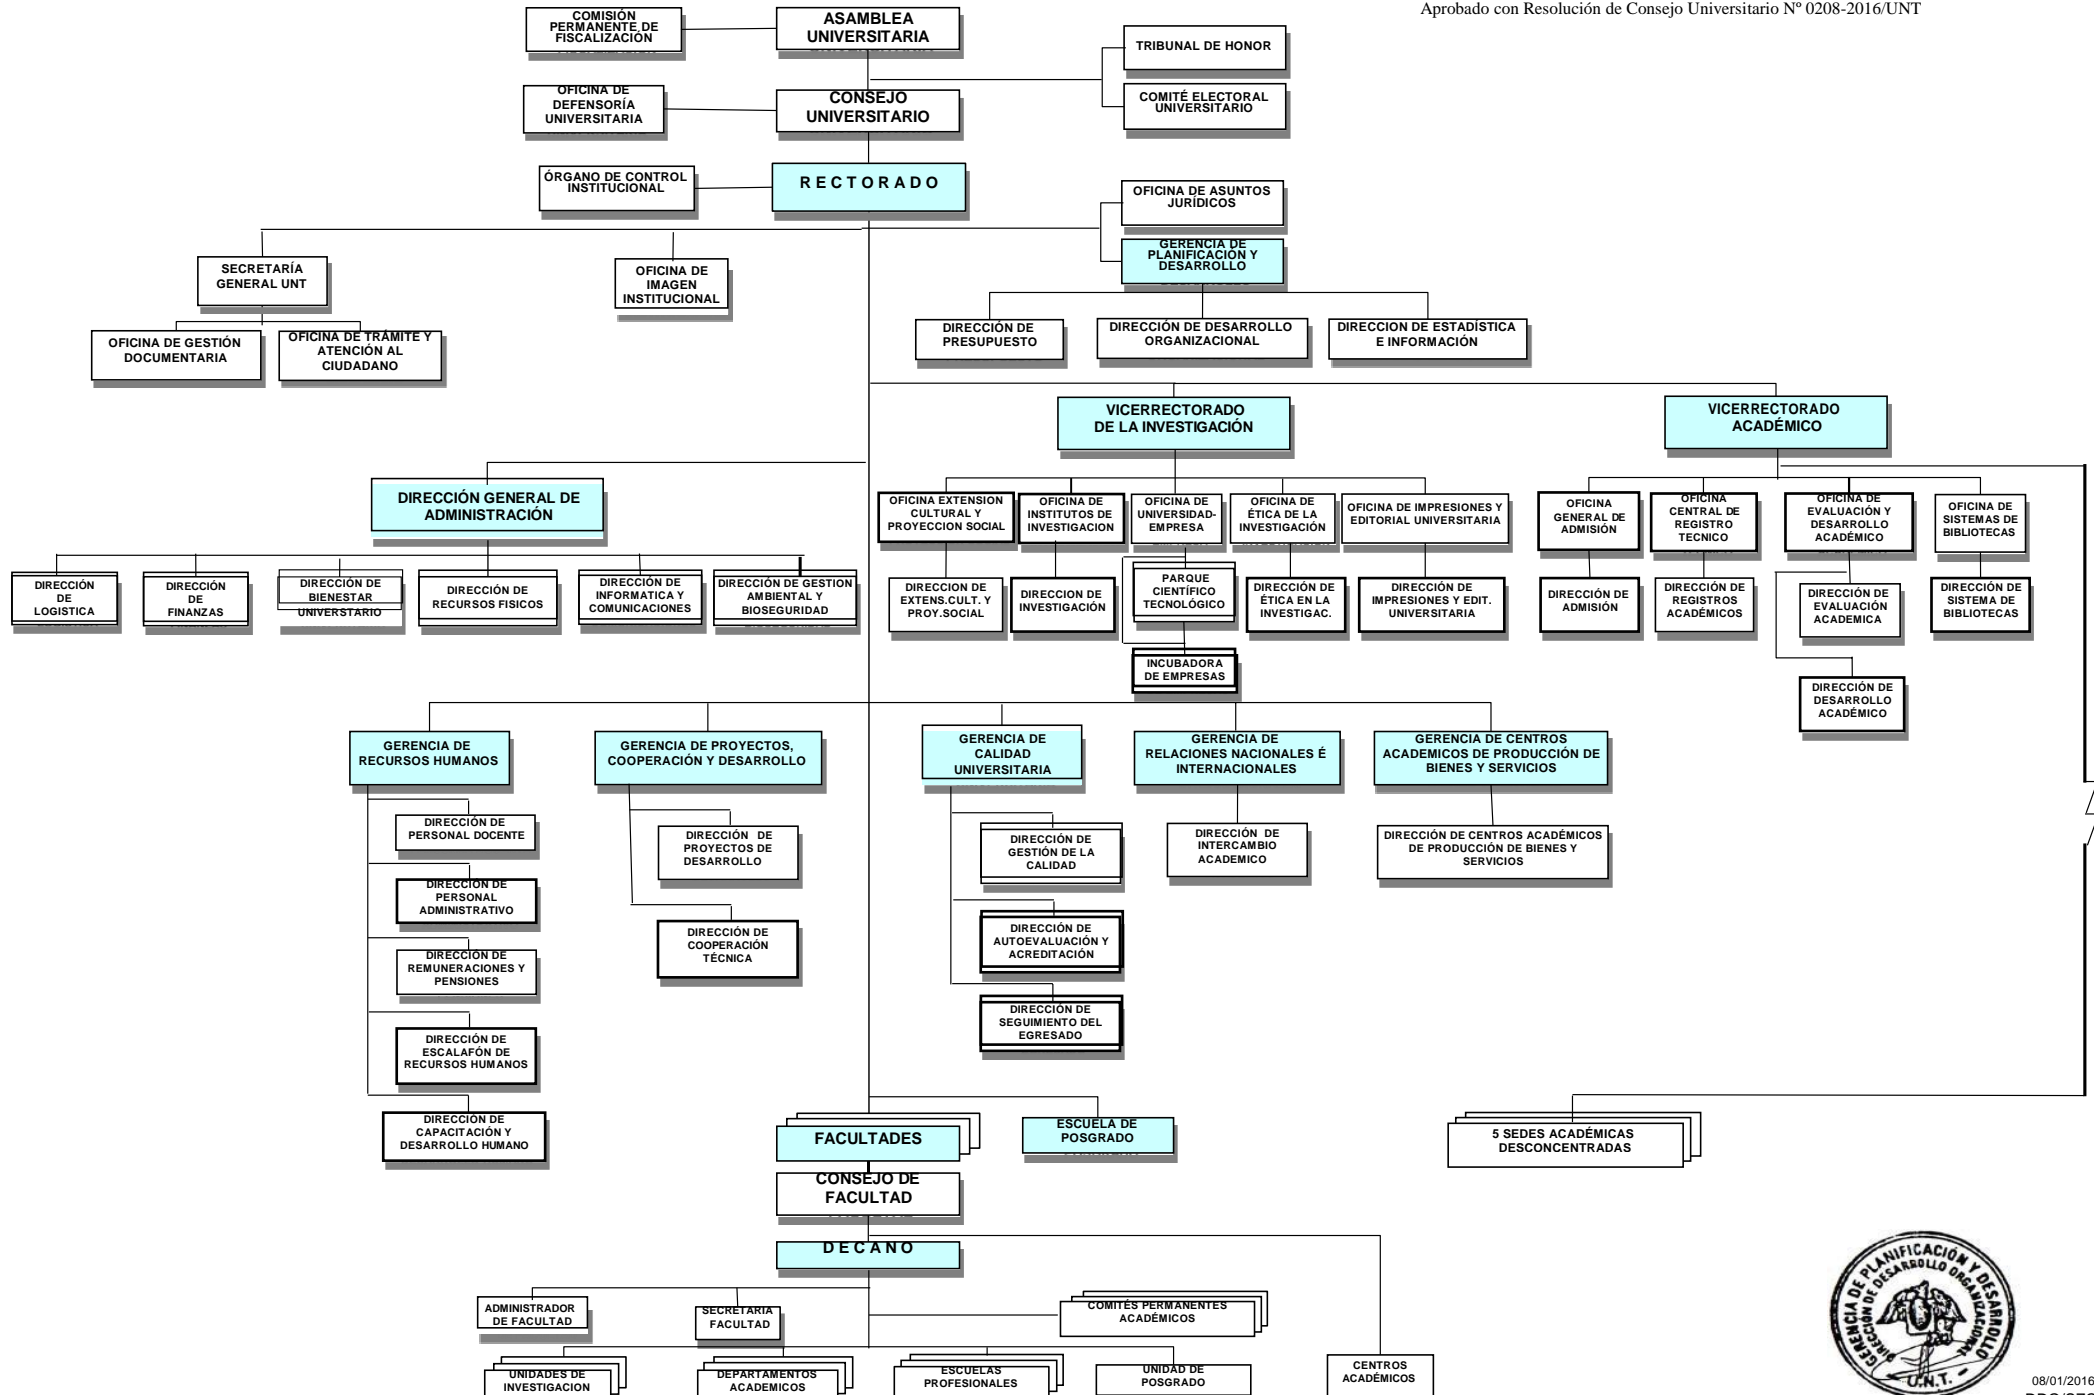 Aprobado con Resolución de Consejo Universitario Nº 0208-2016/UNT
COMISIÓN
PERMANENTE DE
FISCALIZACIÓN
ASAMBLEA
UNIVERSITARIA
TRIBUNAL DE HONOR
OFICINA DE
DEFENSORÍA
UNIVERSITARIA
CONSEJO
UNIVERSITARIO
COMITÉ ELECTORAL
UNIVERSITARIO
ÓRGANO DE CONTROL
INSTITUCIONAL
R E C T O R A D O
OFICINA DE ASUNTOS
JURÍDICOS
GERENCIA DE
PLANIFICACIÓN Y
DESARROLLO
SECRETARÍA
GENERAL UNT
OFICINA DE
IMAGEN
INSTITUCIONAL
OFICINA DE GESTIÓN
DOCUMENTARIA
OFICINA DE TRÁMITE Y
ATENCIÓN AL
CIUDADANO
DIRECCIÓN DE
PRESUPUESTO
DIRECCIÓN DE DESARROLLO
ORGANIZACIONAL
DIRECCION DE ESTADÍSTICA
E INFORMACIÓN
VICERRECTORADO
DE LA INVESTIGACIÓN
VICERRECTORADO
ACADÉMICO
DIRECCIÓN GENERAL DE
ADMINISTRACIÓN
OFICINA EXTENSION
CULTURAL Y
PROYECCION SOCIAL
OFICINA DE
INSTITUTOS DE
INVESTIGACION
OFICINA DE
UNIVERSIDAD-
EMPRESA
OFICINA DE
ÉTICA DE LA
INVESTIGACIÓN
OFICINA DE IMPRESIONES Y
EDITORIAL UNIVERSITARIA
OFICINA
GENERAL DE
ADMISIÓN
OFICINA
CENTRAL DE
REGISTRO
TECNICO
OFICINA DE
EVALUACIÓN Y
DESARROLLO
ACADÉMICO
OFICINA DE
SISTEMAS DE
BIBLIOTECAS
DIRECCIÓN
DE
LOGISTICA
DIRECCIÓN
DE
FINANZAS
DIRECCIÓN DE
BIENESTAR
UNIVERSTARIO
DIRECCIÓN DE
RECURSOS FISICOS
DIRECCIÓN DE
INFORMATICA Y
COMUNICACIONES
DIRECCIÓN DE GESTION
AMBIENTAL Y
BIOSEGURIDAD
DIRECCION DE
EXTENS.CULT. Y
PROY.SOCIAL
DIRECCION DE
INVESTIGACIÓN
PARQUE
CIENTÍFICO
TECNOLÓGICO
DIRECCIÓN DE
ÉTICA EN LA
INVESTIGAC.
DIRECCIÓN DE
IMPRESIONES Y EDIT.
UNIVERSITARIA
DIRECCIÓN DE
ADMISIÓN
DIRECCIÓN DE
REGISTROS
ACADÉMICOS
DIRECCIÓN DE
EVALUACIÓN
ACADEMICA
DIRECCIÓN DE
SISTEMA DE
BIBLIOTECAS
INCUBADORA
DE EMPRESAS
DIRECCIÓN DE
DESARROLLO
ACADÉMICO
GERENCIA DE
RECURSOS HUMANOS
GERENCIA DE PROYECTOS,
COOPERACIÓN Y DESARROLLO
GERENCIA DE
CALIDAD
UNIVERSITARIA
GERENCIA DE
RELACIONES NACIONALES É
INTERNACIONALES
GERENCIA DE CENTROS
ACADEMICOS DE PRODUCCIÓN DE
BIENES Y SERVICIOS
DIRECCIÓN DE
PERSONAL DOCENTE
DIRECCIÓN DE
PROYECTOS DE
DESARROLLO
DIRECCIÓN DE
GESTIÓN DE LA
CALIDAD
DIRECCIÓN DE
INTERCAMBIO
ACADEMICO
DIRECCIÓN DE CENTROS ACADÉMICOS
DE PRODUCCIÓN DE BIENES Y
SERVICIOS
DIRECCIÓN DE
PERSONAL
ADMINISTRATIVO
DIRECCIÓN DE
COOPERACIÓN
TÉCNICA
DIRECCIÓN DE
AUTOEVALUACIÓN Y
ACREDITACIÓN
DIRECCIÓN DE
REMUNERACIONES Y
PENSIONES
DIRECCIÓN DE
SEGUIMIENTO DEL
EGRESADO
DIRECCIÓN DE
ESCALAFÓN DE
RECURSOS HUMANOS
DIRECCIÓN DE
CAPACITACIÓN Y
DESARROLLO HUMANO
FACULTADES
ESCUELA DE
POSGRADO
5 SEDES ACADÉMICAS
DESCONCENTRADAS
CONSEJO DE
FACULTAD
D E C A N O
ADMINISTRADOR
DE FACULTAD
SECRETARIA
FACULTAD
COMITÉS PERMANENTES
ACADÉMICOS
UNIDADES DE
INVESTIGACION
DEPARTAMENTOS
ACADEMICOS
ESCUELAS
PROFESIONALES
UNIDAD DE
POSGRADO
CENTROS
ACADÉMICOS
GERENCIA DE PLANIFICACIÓN Y DESARROLLO
DIRECCIÓN DE DESARROLLO ORGANIZACIONAL
U.N.T.
08/01/2016